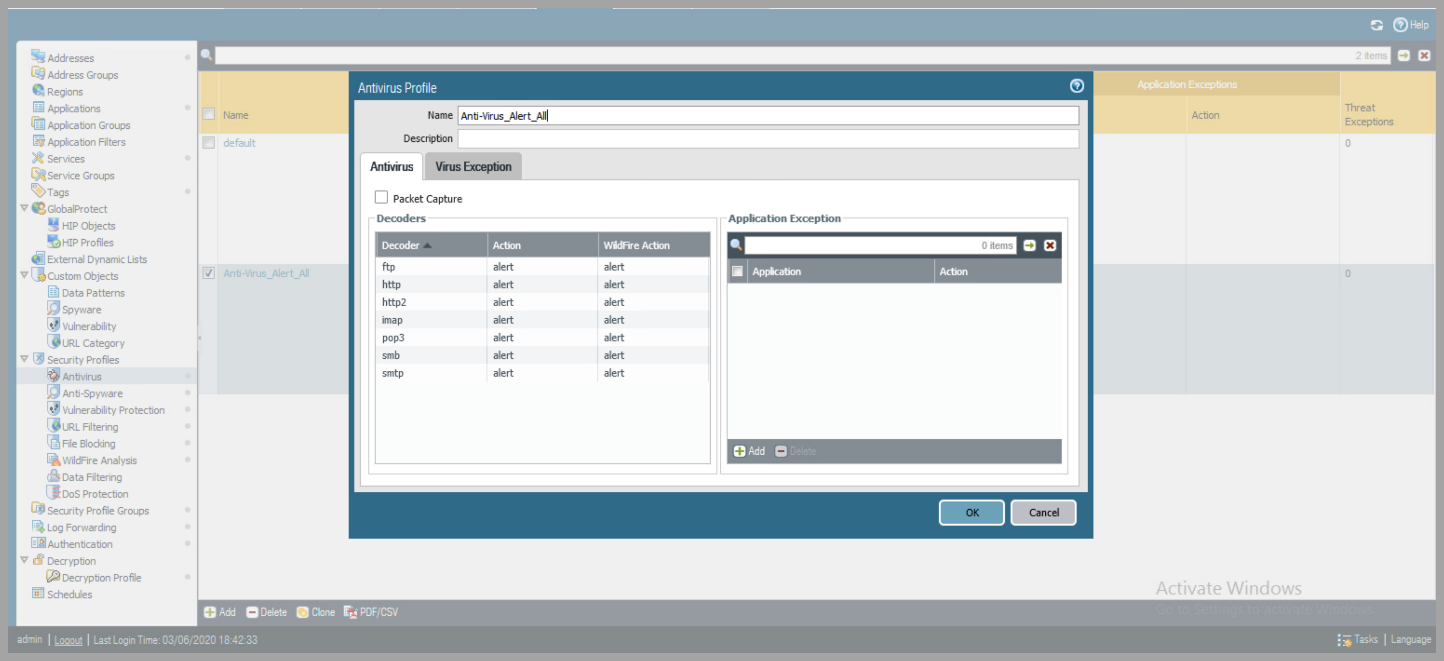 Help
Addresses
Address Groups
Regions
Applications
Application Groups
Application Filters
Services
Service Groups
Tags
GlobalProtect
HIP Objects
HIP Profiles
External Dynamic Lists
Custom Objects
Data Patterns
Spyware
Vulnerability
URL Category
Security Profiles
Antivirus
Anti-Spyware
Vulnerability Protection
URL Filtering
File Blocking
WildFire Analysis
Data Filtering
DoS Protection
Security Profile Groups
Log Forwarding
Authentication
Decryption
Decryption Profile
Schedules
2 items
Application Exceptions
Name Action Threat Exceptions
default 0
Anti-Virus_Alert_All 0
Antivirus Profile
Name Anti-Virus_Alert_All
Description
Antivirus Virus Exception
Packet Capture
Decoders
Decoder Action WildFire Action
ftp alert alert
http alert alert
http2 alert alert
imap alert alert
pop3 alert alert
smb alert alert
smtp alert alert
Application Exception
0 items
Application Action
Add Delete
OK Cancel
Activate Windows
Go to Settings to activate Windows.
Add Delete Clone PDF/CSV
admin | Logout | Last Login Time: 03/06/2020 18:42:33
Tasks | Language